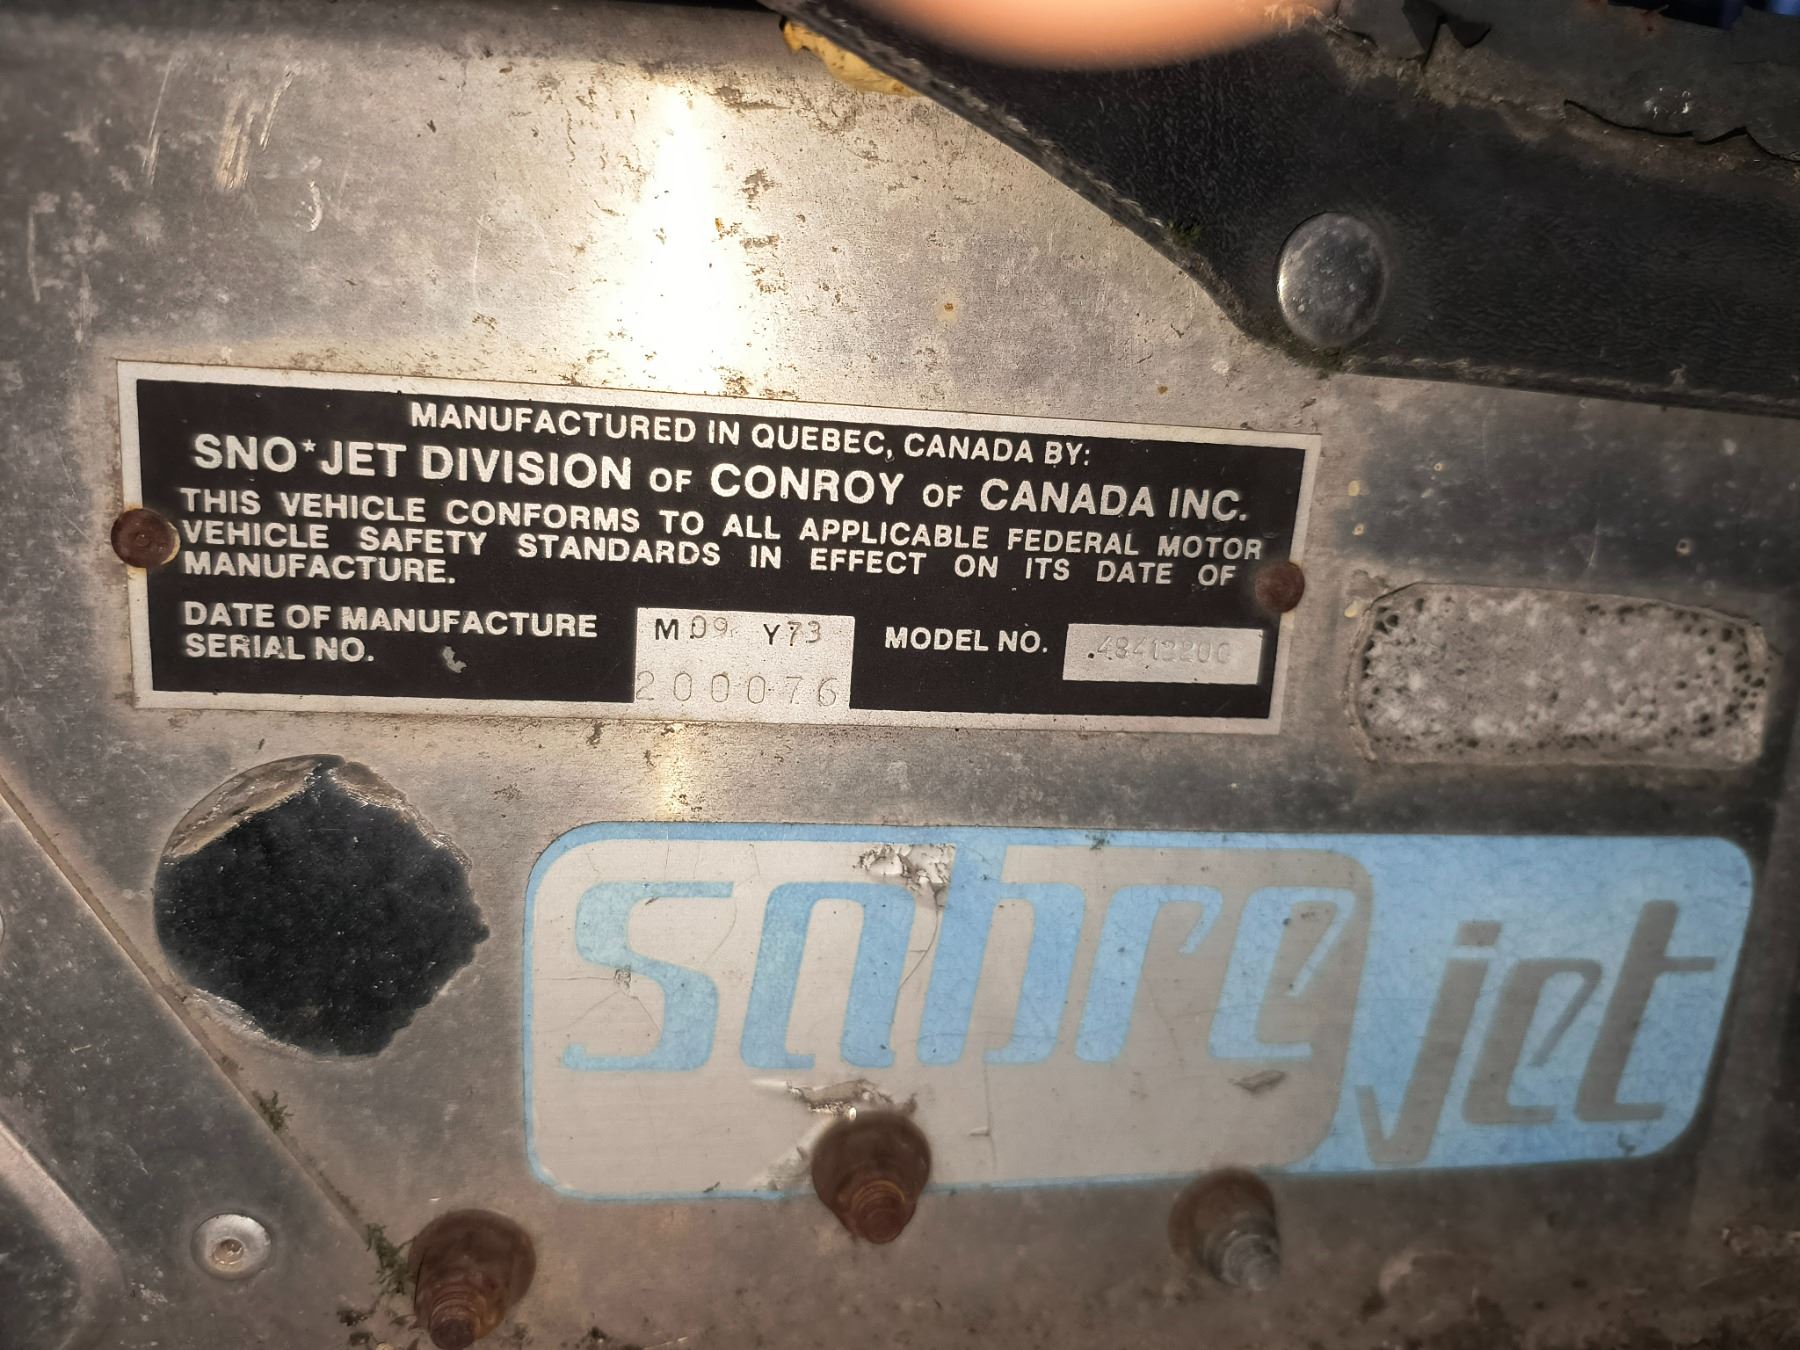 MANUFACTURED IN QUEBEC, CANADA BY:
SNO*JET DIVISION OF CONROY OF CANADA INC.
THIS VEHICLE CONFORMS TO ALL APPLICABLE FEDERAL MOTOR
VEHICLE SAFETY STANDARDS IN EFFECT ON ITS DATE OF
MANUFACTURE.
DATE OF MANUFACTURE M 09 Y 73 MODEL NO.
SERIAL NO. 200076
sabre jet